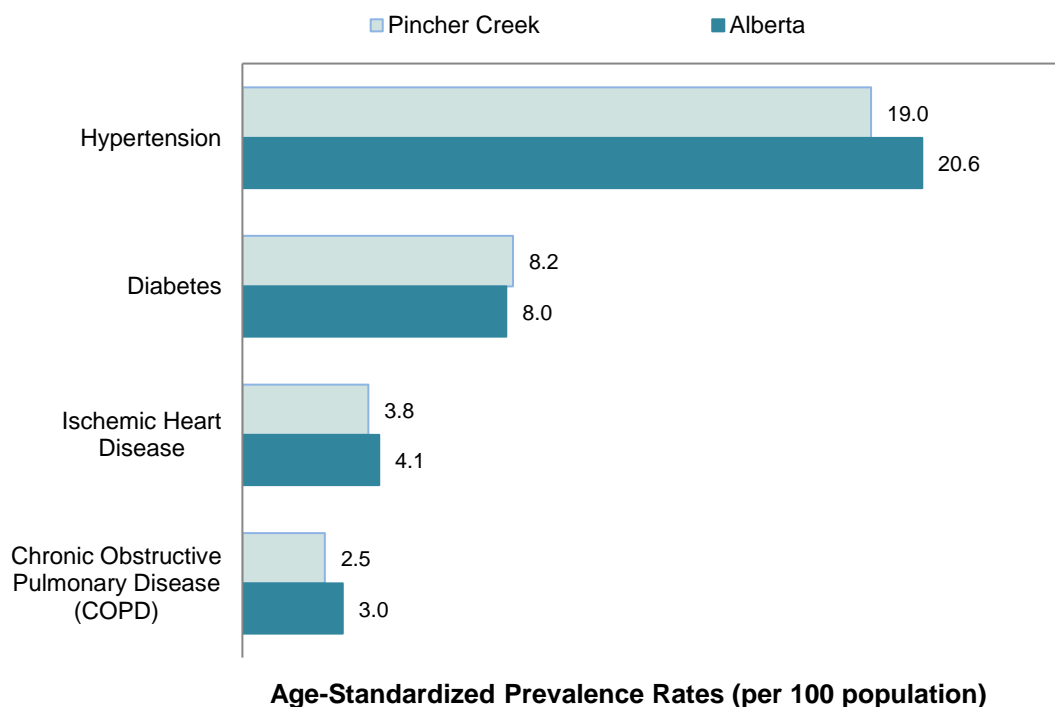 Pincher Creek
Alberta
Hypertension
19.0
20.6
Diabetes
8.2
8.0
Ischemic Heart
Disease
3.8
4.1
Chronic Obstructive
Pulmonary Disease
(COPD)
2.5
3.0
Age-Standardized Prevalence Rates (per 100 population)